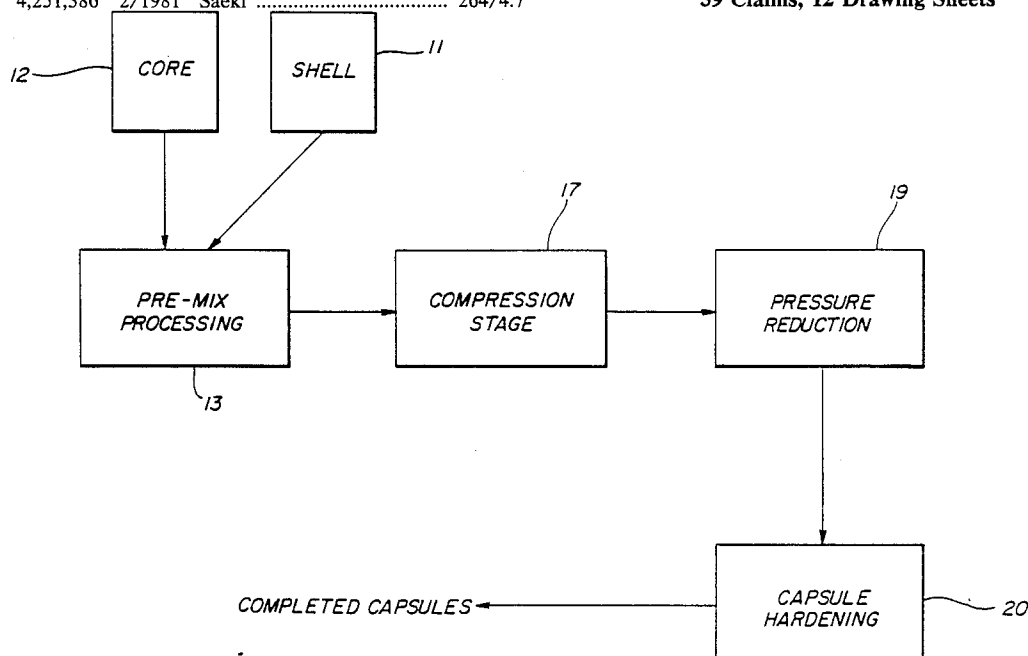 4,251,386 2/1981 Saeki ................................ 264/4.7
39 Claims, 12 Drawing Sheets
12
CORE
SHELL
11
17
19
PRE-MIX
PROCESSING
COMPRESSION
STAGE
PRESSURE
REDUCTION
13
COMPLETED CAPSULES
CAPSULE
HARDENING
20